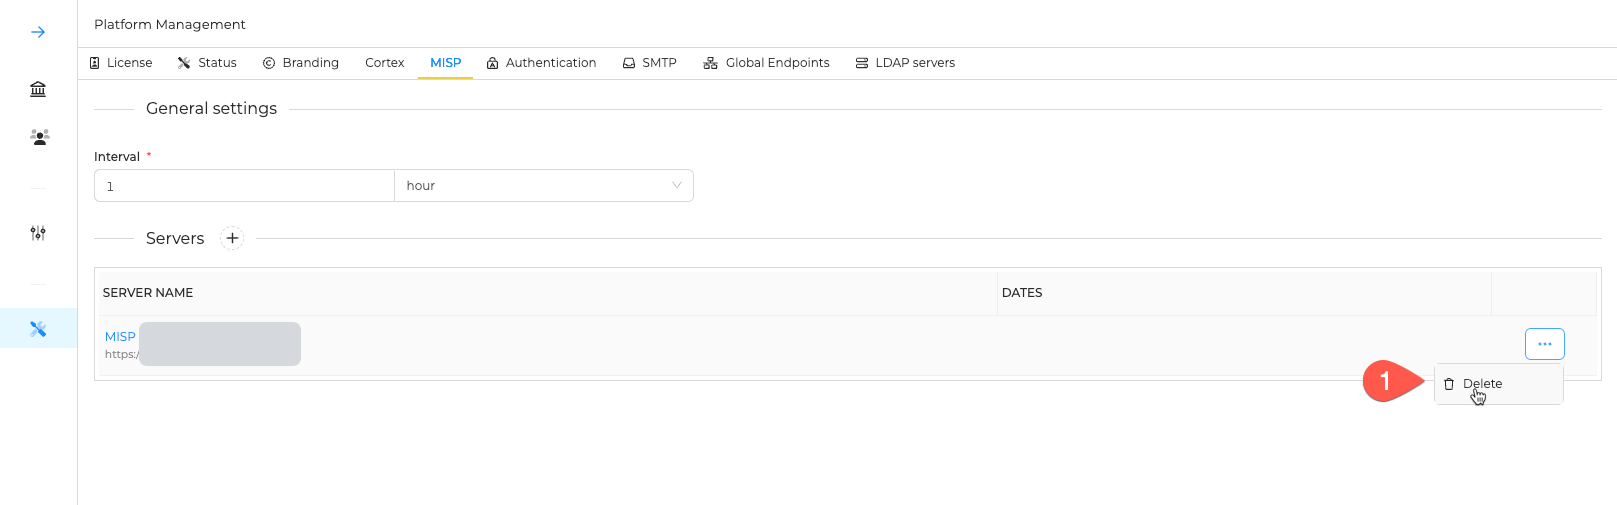 Platform Management
License Status Branding Cortex MISP Authentication SMTP Global Endpoints LDAP servers
General settings
Interval *
1 hour
Servers
SERVER NAME DATES
MISP
https:/
1 Delete